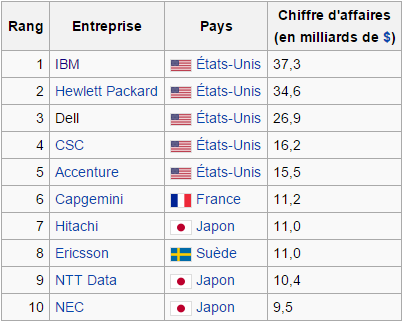 Rang Entreprise Pays Chiffre d'affaires
(en milliards de $)
1 IBM États-Unis 37,3
2 Hewlett Packard États-Unis 34,6
3 Dell États-Unis 26,9
4 CSC États-Unis 16,2
5 Accenture États-Unis 15,5
6 Capgemini France 11,2
7 Hitachi Japon 11,0
8 Ericsson Suède 11,0
9 NTT Data Japon 10,4
10 NEC Japon 9,5